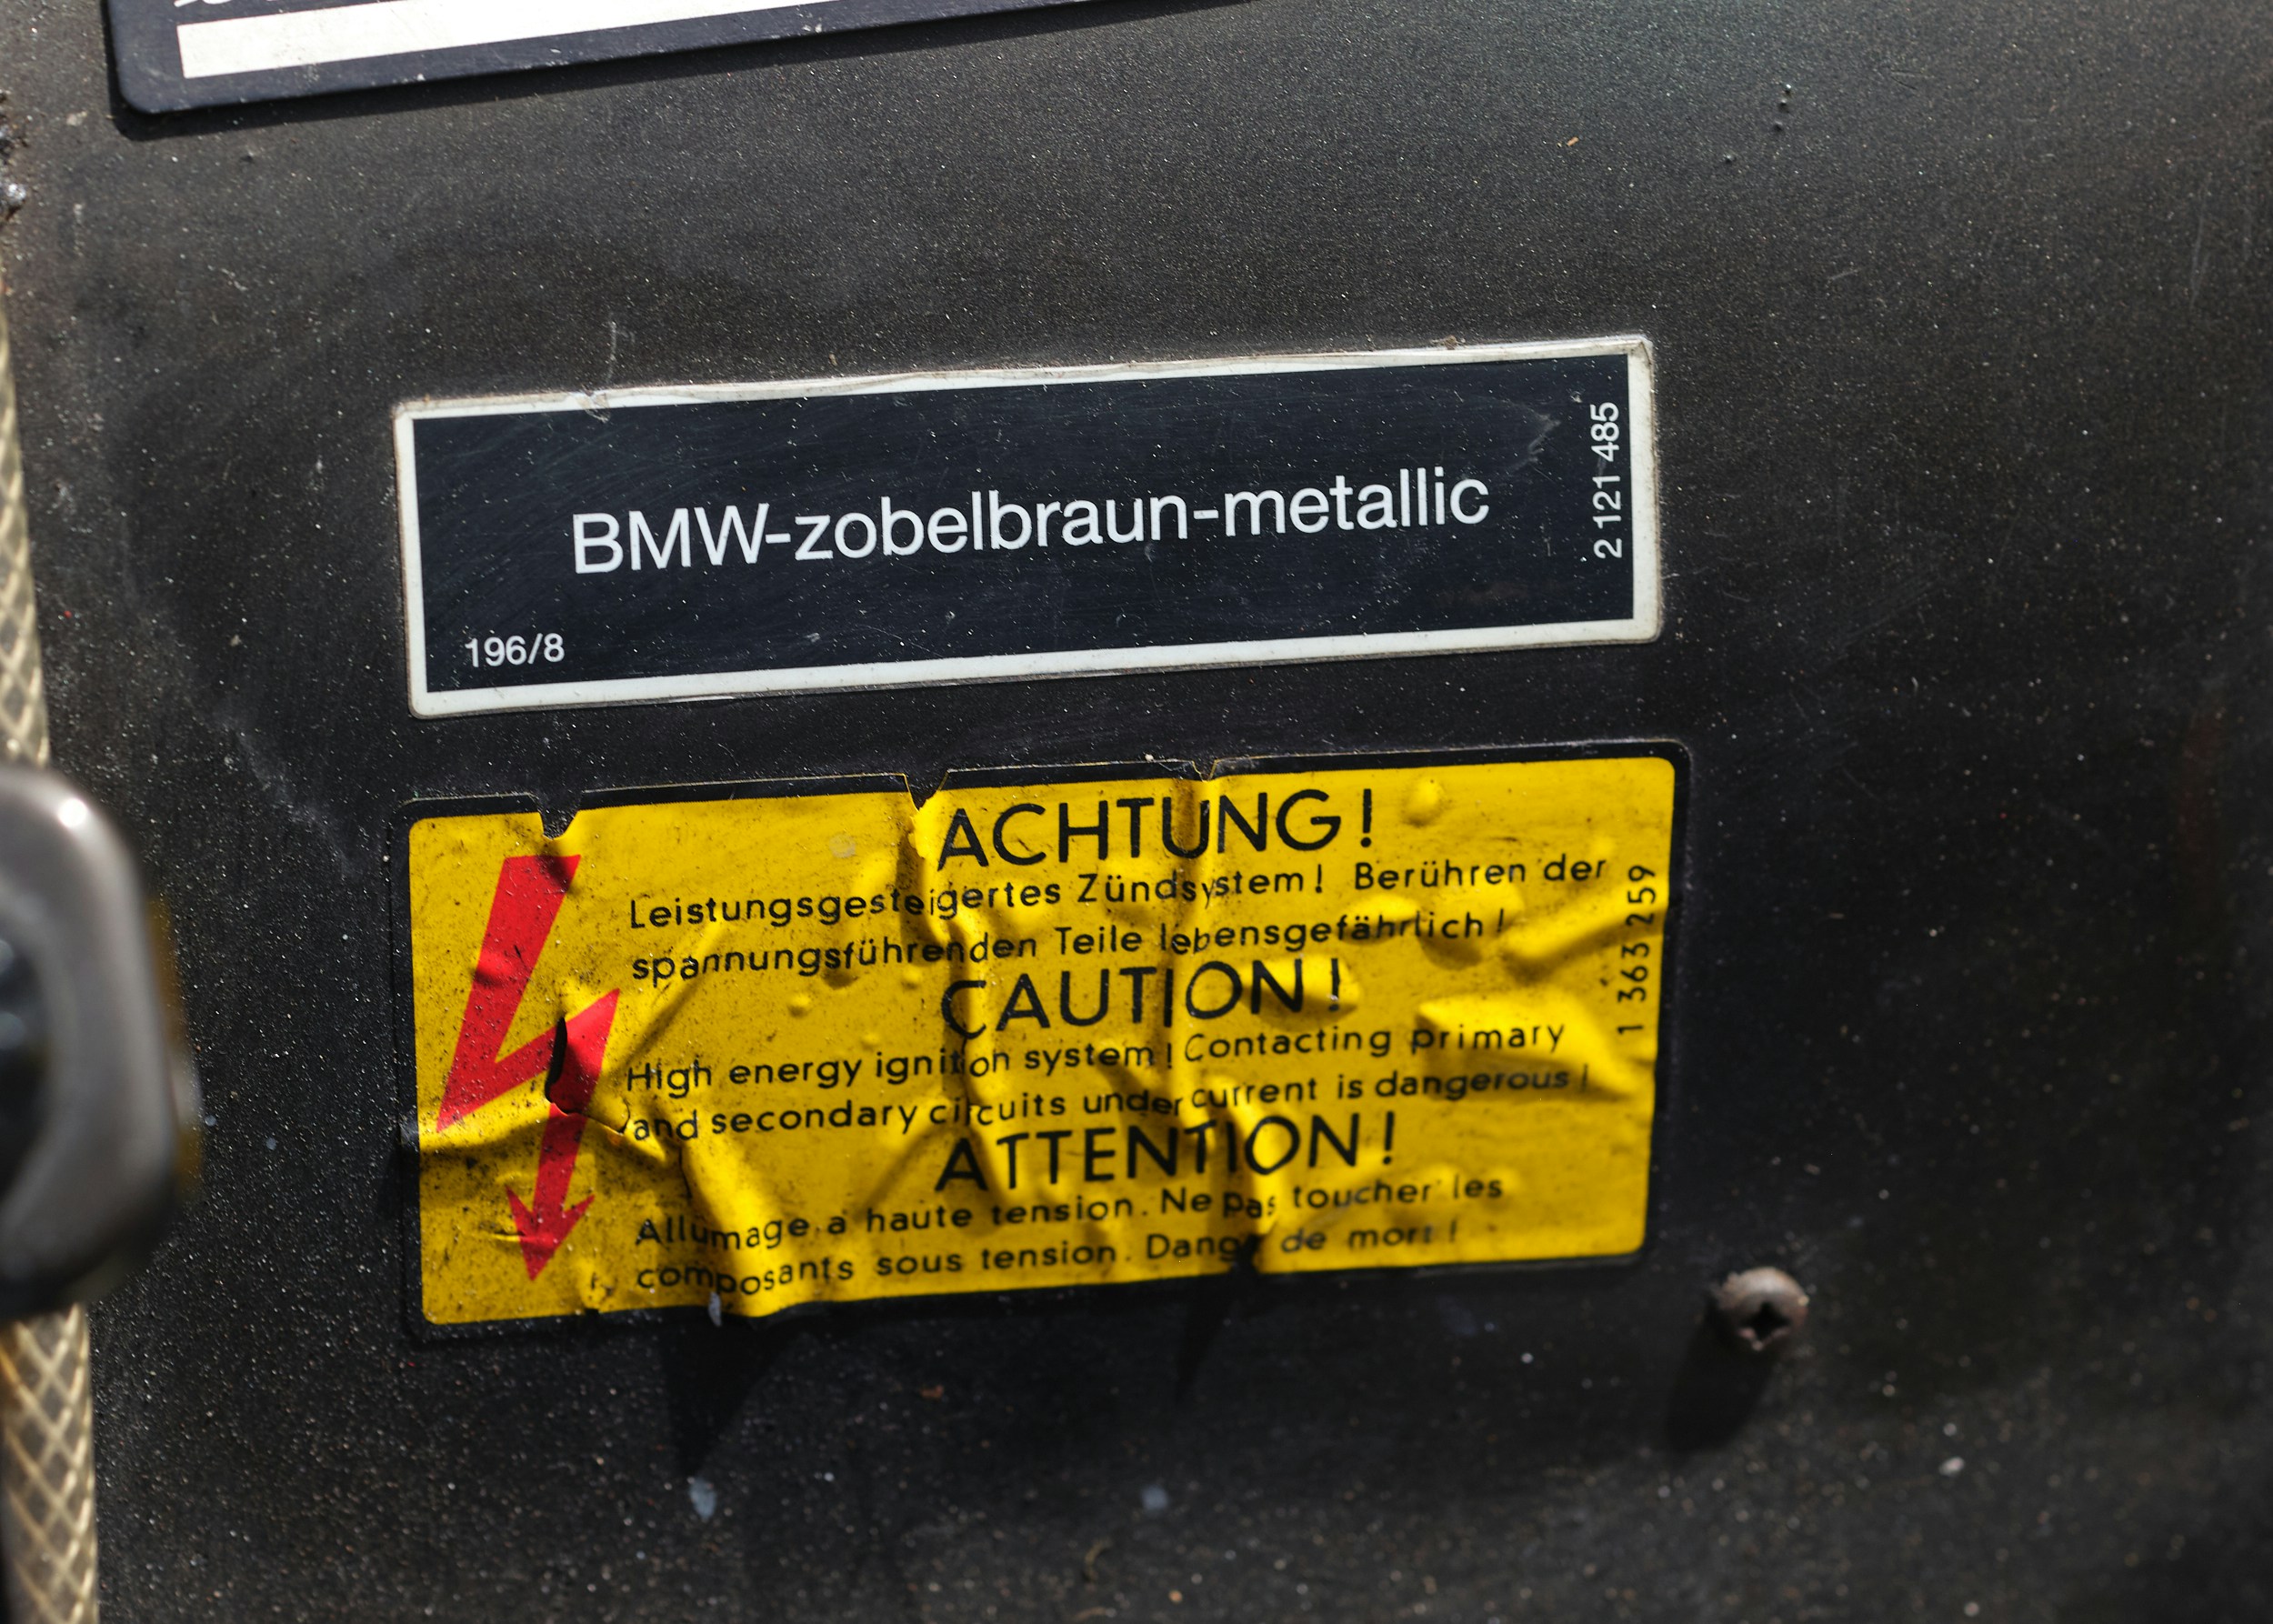 BMW-zobelbraun-metallic
2 121 485
196/8
ACHTUNG!
Leistungsgesteigertes Zündsystem! Berühren der
spannungsführenden Teile lebensgefährlich!
CAUTION!
High energy ignition system! Contacting primary
and secondary circuits under current is dangerous!
ATTENTION!
Allumage a haute tension. Ne pas toucher les
composants sous tension. Dang de mort!
1 363 259